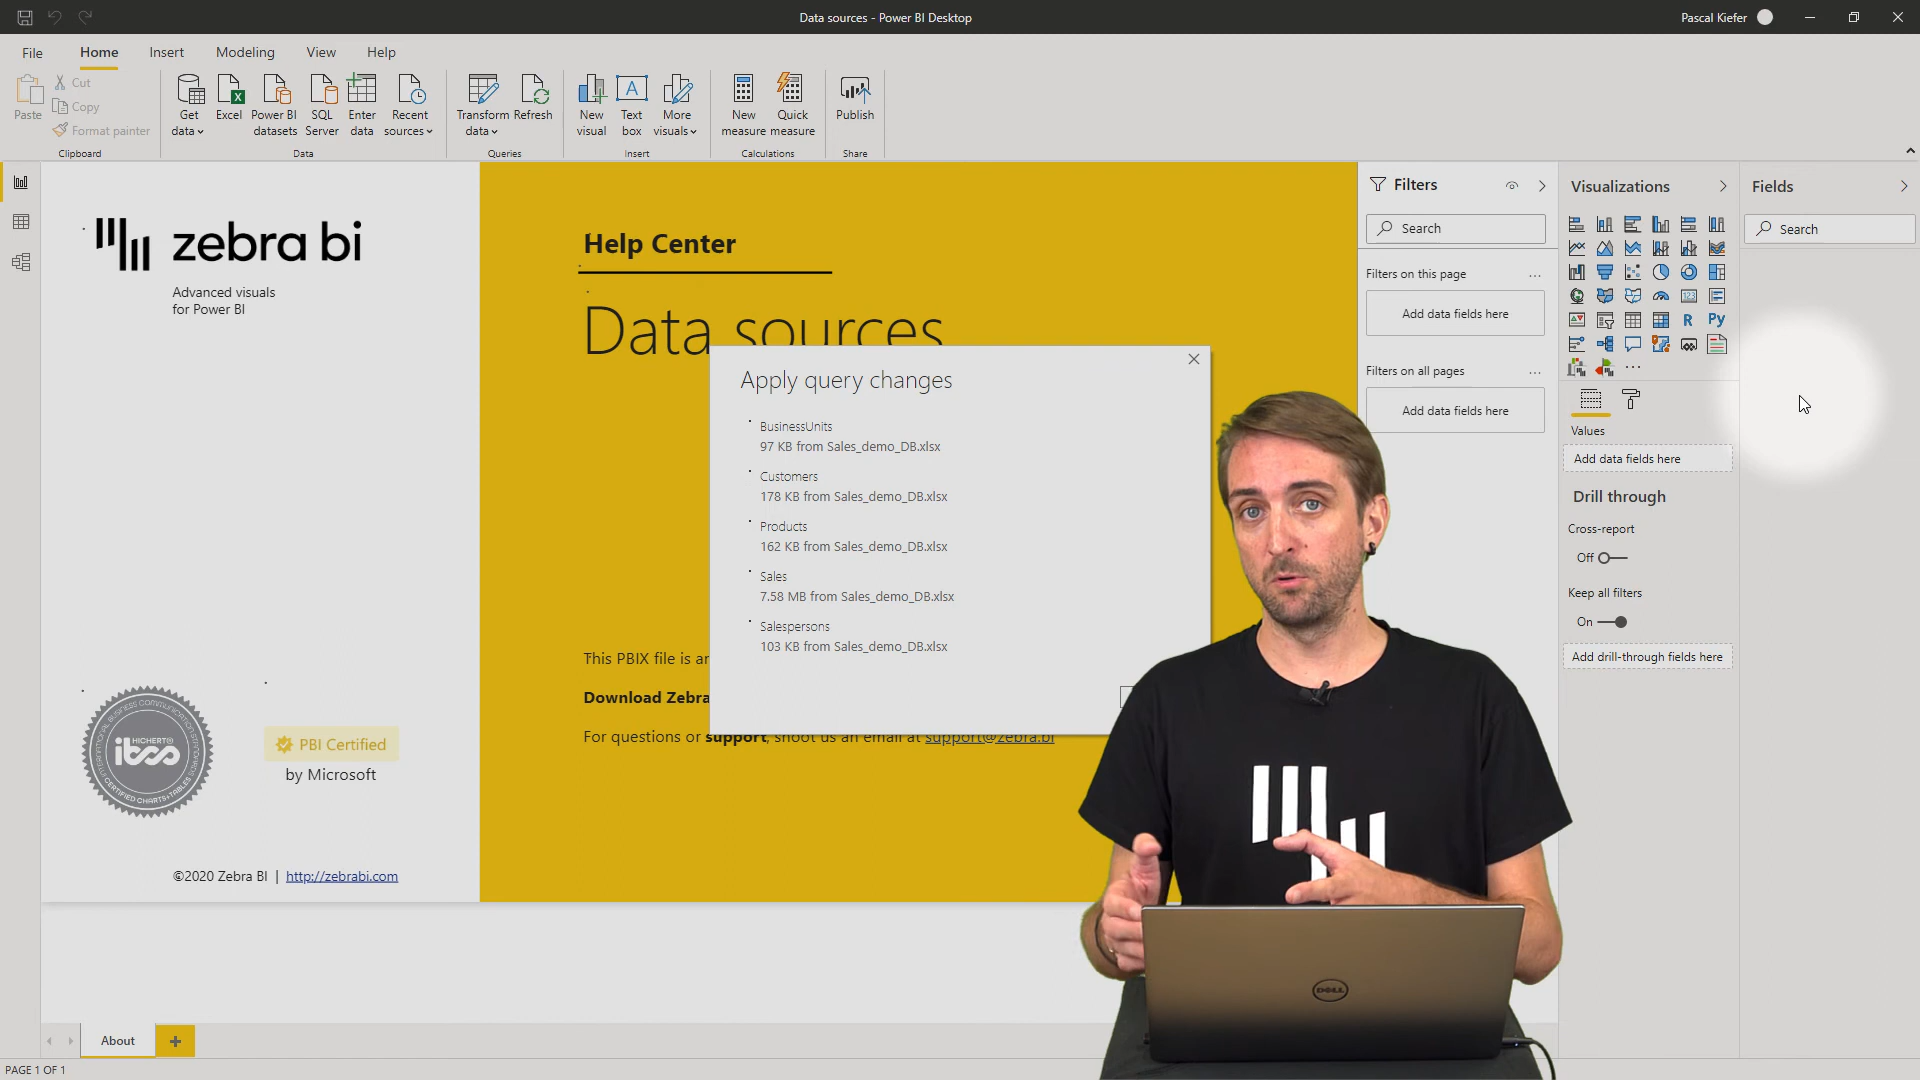 Data sources - Power BI Desktop
Pascal Kiefer
File
Home
Insert
Modeling
View
Help
Paste
Cut
Copy
Format painter
Clipboard
Get
data
Excel
Power BI
datasets
SQL
Server
Enter
data
Recent
sources
Data
Transform
data
Refresh
Queries
New
visual
Text
box
More
visuals
Insert
New
measure
Quick
measure
Calculations
Publish
Share
zebra bi
Advanced visuals
for Power BI
HICHERT®
ibcs
PBI Certified
by Microsoft
©2020 Zebra BI | http://zebrabi.com
Help Center
Data sources
This PBIX file is
Download Zebra
For questions or support, shoot us an email at support@zebra.bi
Apply query changes
BusinessUnits
97 KB from Sales_demo_DB.xlsx
Customers
178 KB from Sales_demo_DB.xlsx
Products
162 KB from Sales_demo_DB.xlsx
Sales
7.58 MB from Sales_demo_DB.xlsx
Salespersons
103 KB from Sales_demo_DB.xlsx
Filters
Search
Filters on this page
...
Add data fields here
Filters on all pages
...
Add data fields here
Visualizations
123
R
Py
...
Values
Add data fields here
Drill through
Cross-report
Off
Keep all filters
On
Add drill-through fields here
Fields
Search
DELL
About
PAGE 1 OF 1